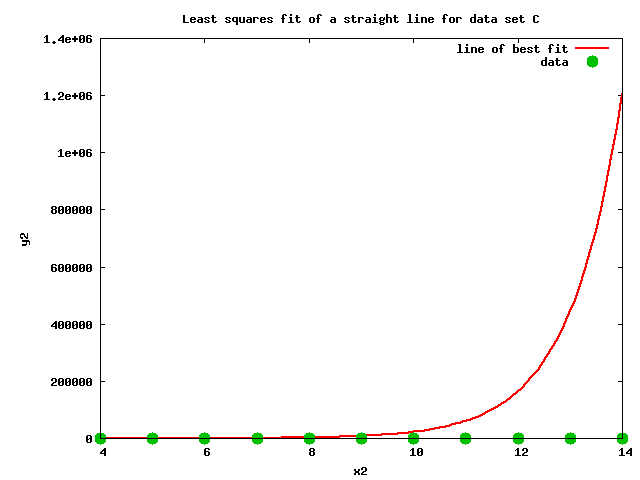 Least squares fit of a straight line for data set C
line of best fit
data
1.4e+06
1.2e+06
1e+06
800000
600000
400000
200000
0
y2
4 6 8 10 12 14
x2